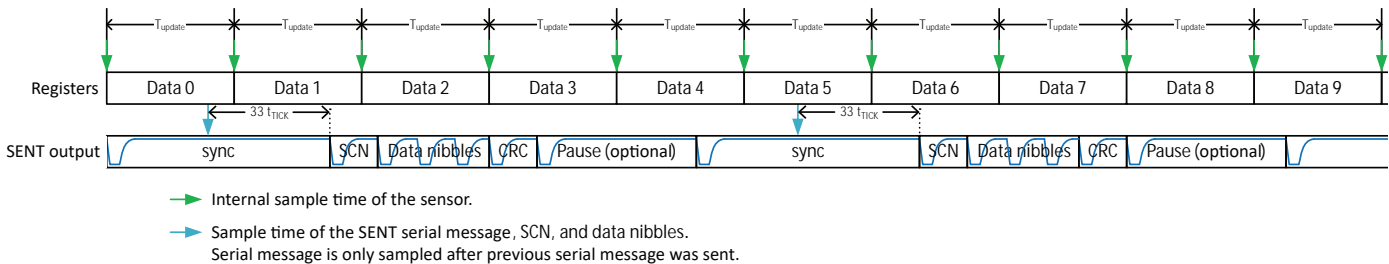 Tupdate Tupdate Tupdate Tupdate Tupdate Tupdate Tupdate Tupdate Tupdate Tupdate
Registers Data 0 Data 1 Data 2 Data 3 Data 4 Data 5 Data 6 Data 7 Data 8 Data 9
33 tTICK 33 tTICK
SENT output sync SCN Data nibbles CRC Pause (optional) sync SCN Data nibbles CRC Pause (optional)
Internal sample time of the sensor.
Sample time of the SENT serial message, SCN, and data nibbles.
Serial message is only sampled after previous serial message was sent.